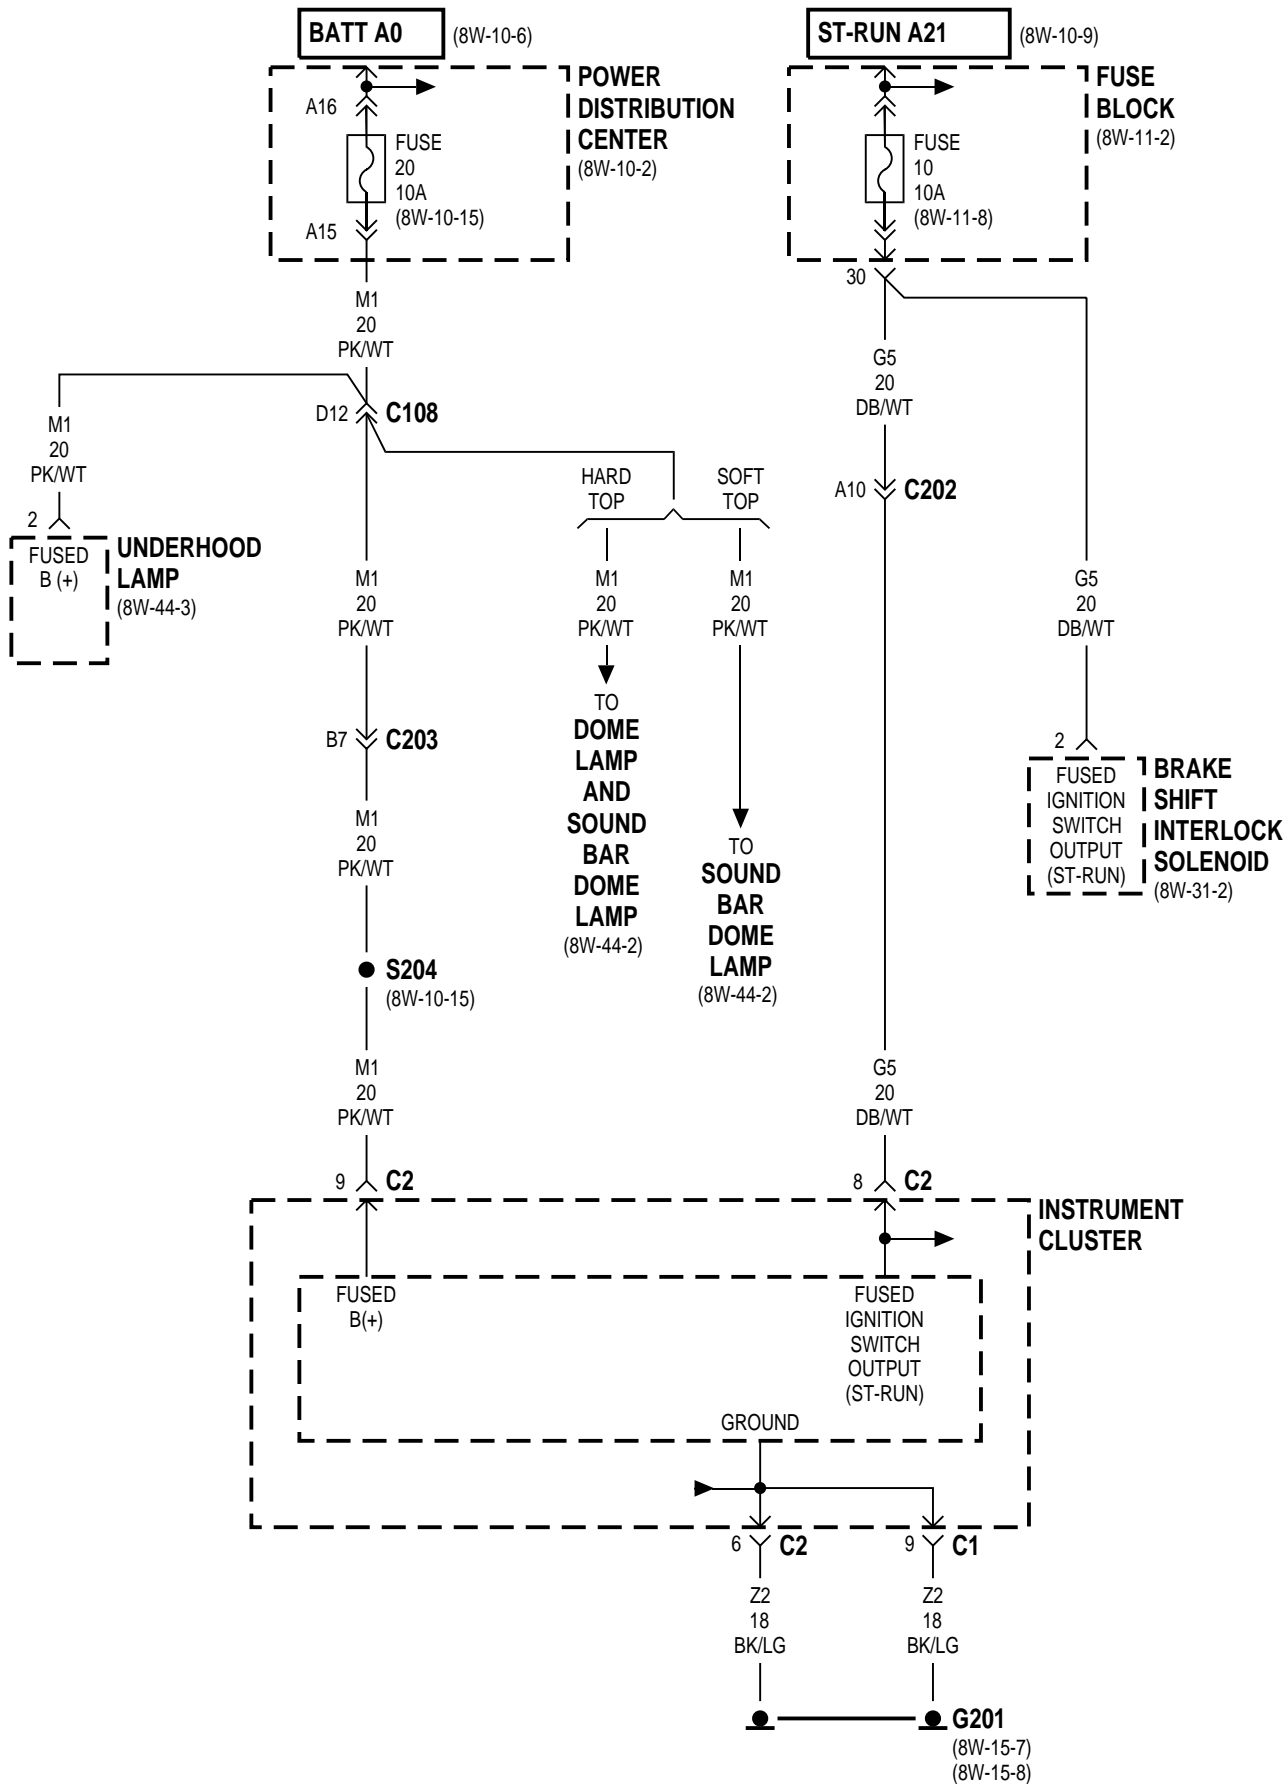 BATT A0
(8W-10-6)
ST-RUN A21
(8W-10-9)
POWER
DISTRIBUTION
CENTER
(8W-10-2)
A16
FUSE
20
10A
(8W-10-15)
A15
FUSE
BLOCK
(8W-11-2)
FUSE
10
10A
(8W-11-8)
30
M1
20
PK/WT
D12
C108
M1
20
PK/WT
2
FUSED
B (+)
UNDERHOOD
LAMP
(8W-44-3)
M1
20
PK/WT
HARD
TOP
SOFT
TOP
M1
20
PK/WT
TO
DOME
LAMP
AND
SOUND
BAR
DOME
LAMP
(8W-44-2)
M1
20
PK/WT
TO
SOUND
BAR
DOME
LAMP
(8W-44-2)
G5
20
DB/WT
A10
C202
G5
20
DB/WT
2
FUSED
IGNITION
SWITCH
OUTPUT
(ST-RUN)
BRAKE
SHIFT
INTERLOCK
SOLENOID
(8W-31-2)
B7
C203
M1
20
PK/WT
S204
(8W-10-15)
M1
20
PK/WT
G5
20
DB/WT
9
C2
8
C2
INSTRUMENT
CLUSTER
FUSED
B(+)
FUSED
IGNITION
SWITCH
OUTPUT
(ST-RUN)
GROUND
6
C2
9
C1
Z2
18
BK/LG
Z2
18
BK/LG
G201
(8W-15-7)
(8W-15-8)